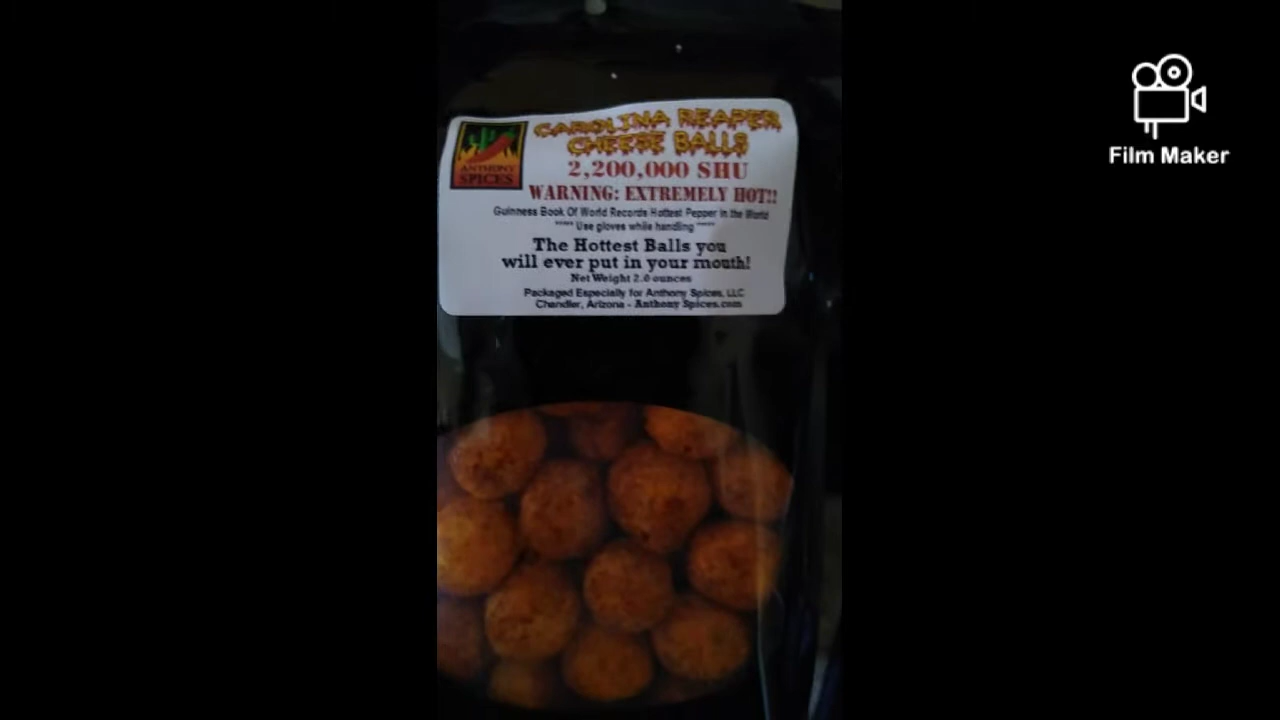 Film Maker
ANTHONY
SPICES
CAROLINA REAPER
CHEESE BALLS
2,200,000 SHU
WARNING: EXTREMELY HOT!!
Guinness Book Of World Records Hottest Pepper in the World
***** Use gloves while handling *****
The Hottest Balls you
will ever put in your mouth!
Net Weight 2.0 ounces
Packaged Especially for Anthony Spices, LLC
Chandler, Arizona - Anthony Spices.com